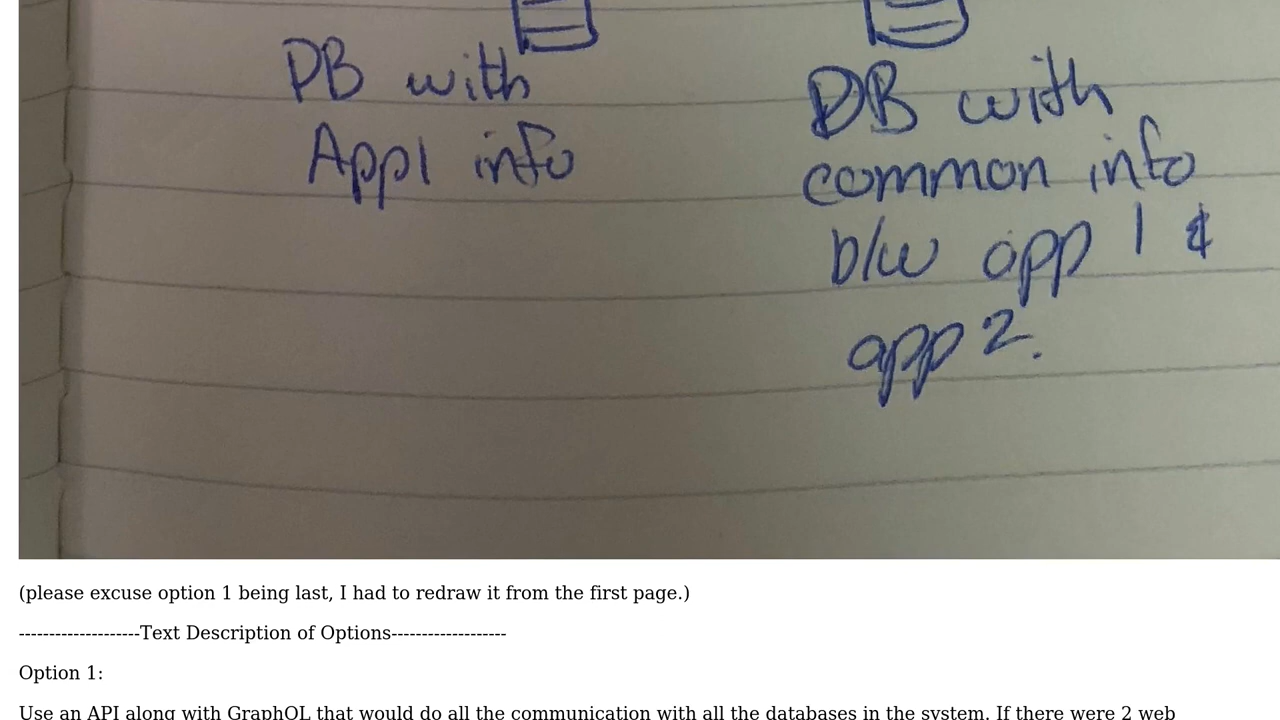 DB with
App1 info
DB with
common info
b/w app 1 &
app 2.
(please excuse option 1 being last, I had to redraw it from the first page.)
--------------------Text Description of Options-------------------
Option 1:
Use an API along with GraphQL that would do all the communication with all the databases in the system. If there were 2 web